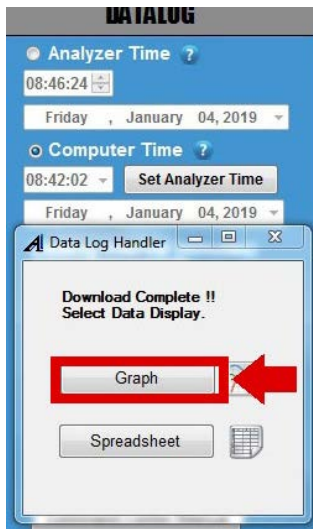 DATALOG
Analyzer Time ?
08:46:24
Friday , January 04, 2019
Computer Time ?
08:42:02 Set Analyzer Time
Friday , January 04, 2019
Data Log Handler
Download Complete !!
Select Data Display.
Graph
Spreadsheet